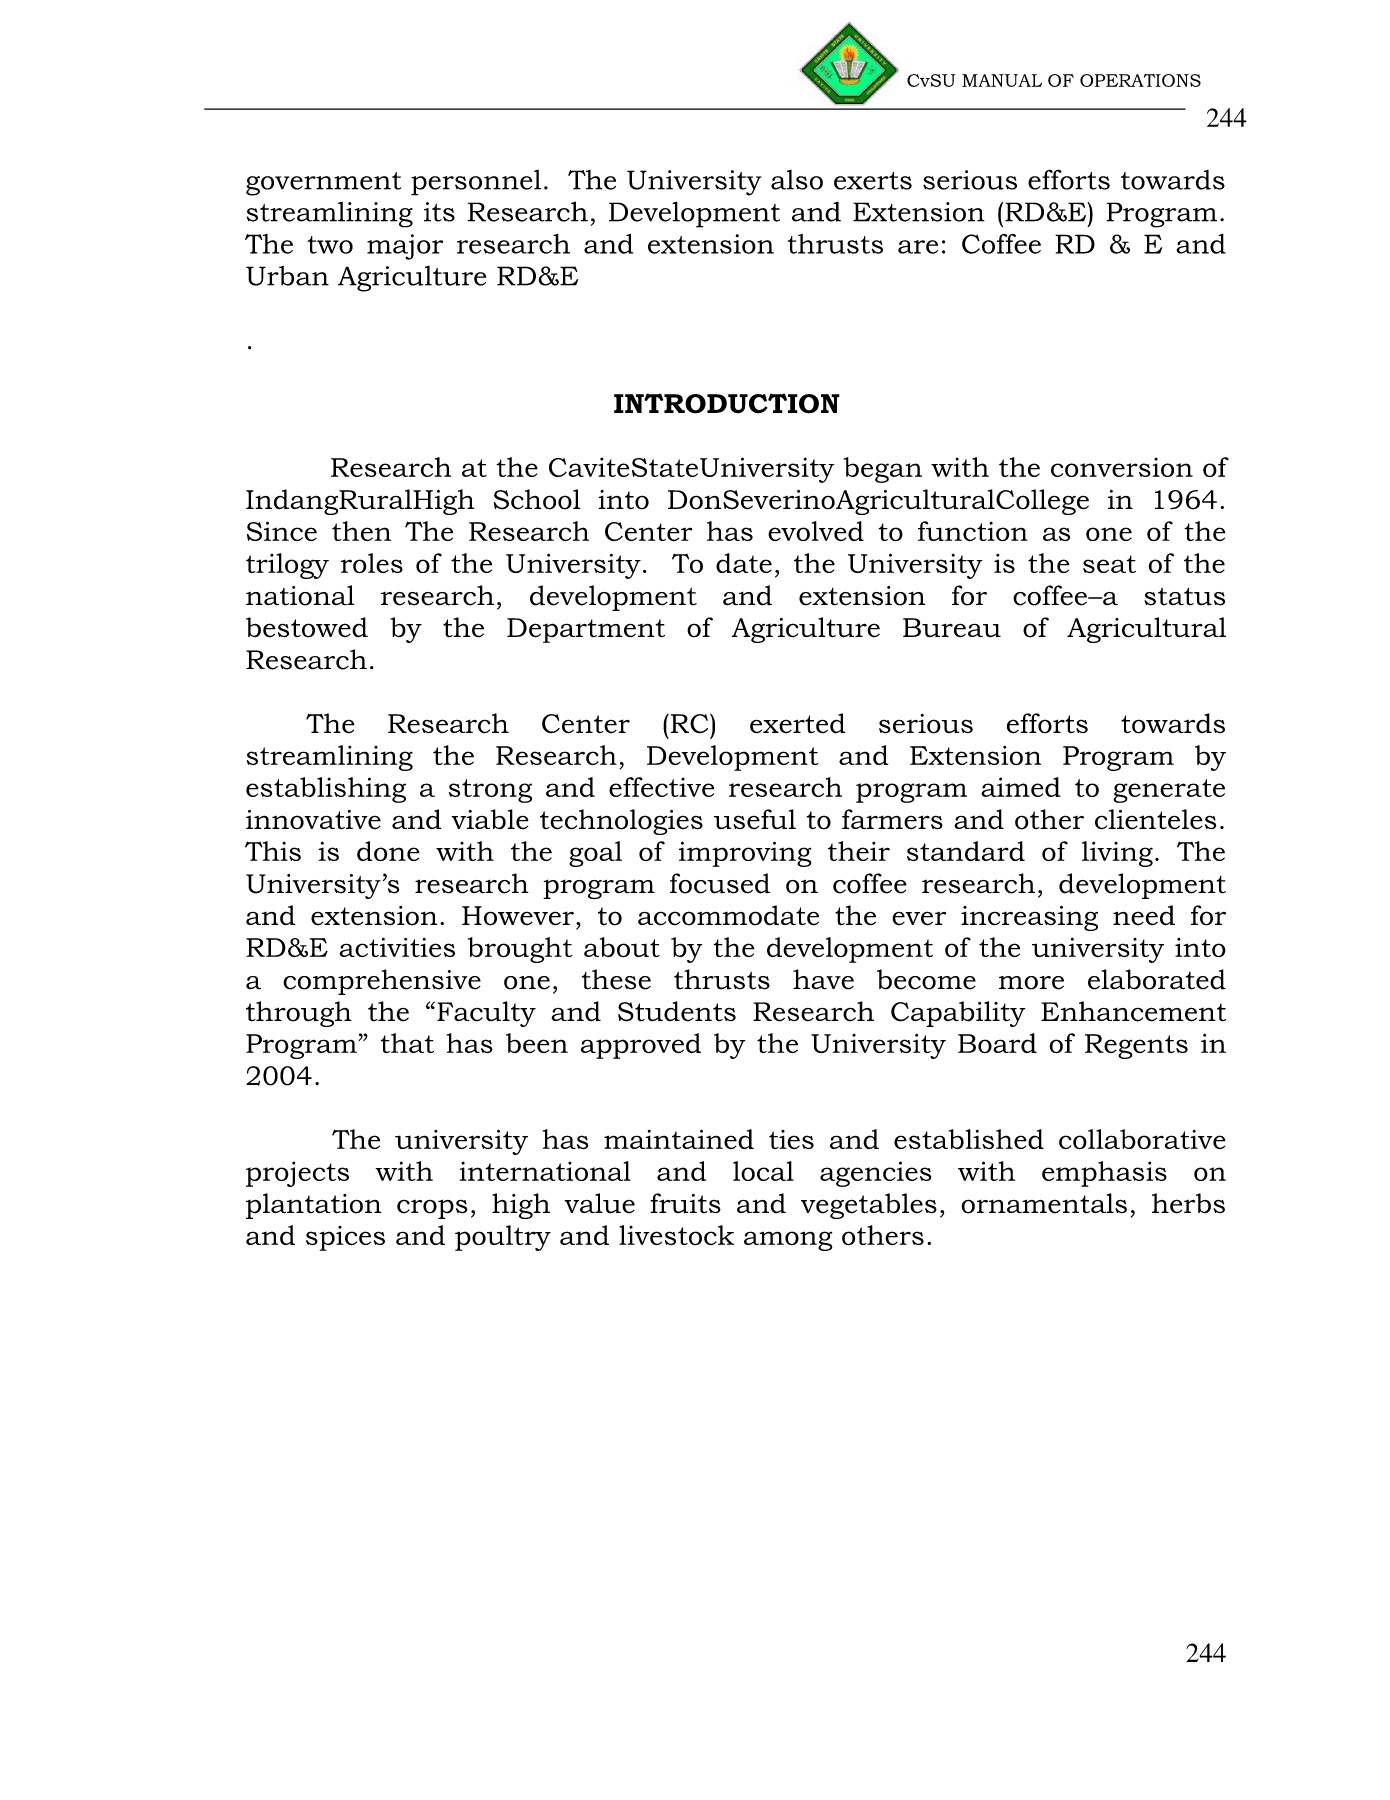 CvSU MANUAL OF OPERATIONS
244
government personnel.  The University also exerts serious efforts towards
streamlining its Research, Development and Extension (RD&E) Program.
The two major research and extension thrusts are: Coffee RD & E and
Urban Agriculture RD&E
.
INTRODUCTION
Research at the CaviteStateUniversity began with the conversion of
IndangRuralHigh School into DonSeverinoAgriculturalCollege in 1964.
Since then The Research Center has evolved to function as one of the
trilogy roles of the University.  To date, the University is the seat of the
national research, development and extension for coffee–a status
bestowed by the Department of Agriculture Bureau of Agricultural
Research.
The Research Center (RC) exerted serious efforts towards
streamlining the Research, Development and Extension Program by
establishing a strong and effective research program aimed to generate
innovative and viable technologies useful to farmers and other clienteles.
This is done with the goal of improving their standard of living. The
University’s research program focused on coffee research, development
and extension. However, to accommodate the ever increasing need for
RD&E activities brought about by the development of the university into
a comprehensive one, these thrusts have become more elaborated
through the “Faculty and Students Research Capability Enhancement
Program” that has been approved by the University Board of Regents in
2004.
The university has maintained ties and established collaborative
projects with international and local agencies with emphasis on
plantation crops, high value fruits and vegetables, ornamentals, herbs
and spices and poultry and livestock among others.
244